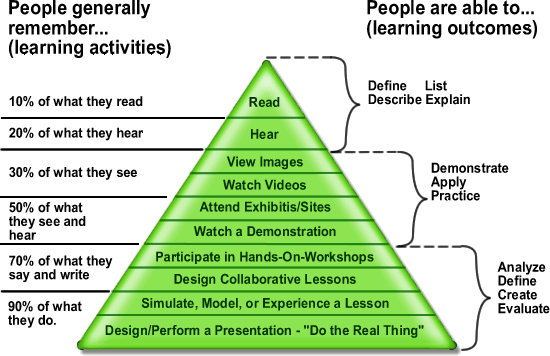 People generally
remember...
(learning activities)
People are able to...
(learning outcomes)
10% of what they read
20% of what they hear
30% of what they see
50% of what
they see and
hear
70% of what they
say and write
90% of what
they do.
Read
Hear
View Images
Watch Videos
Attend Exhibitis/Sites
Watch a Demonstration
Participate in Hands-On-Workshops
Design Collaborative Lessons
Simulate, Model, or Experience a Lesson
Design/Perform a Presentation - "Do the Real Thing"
Define List
Describe Explain
Demonstrate
Apply
Practice
Analyze
Define
Create
Evaluate